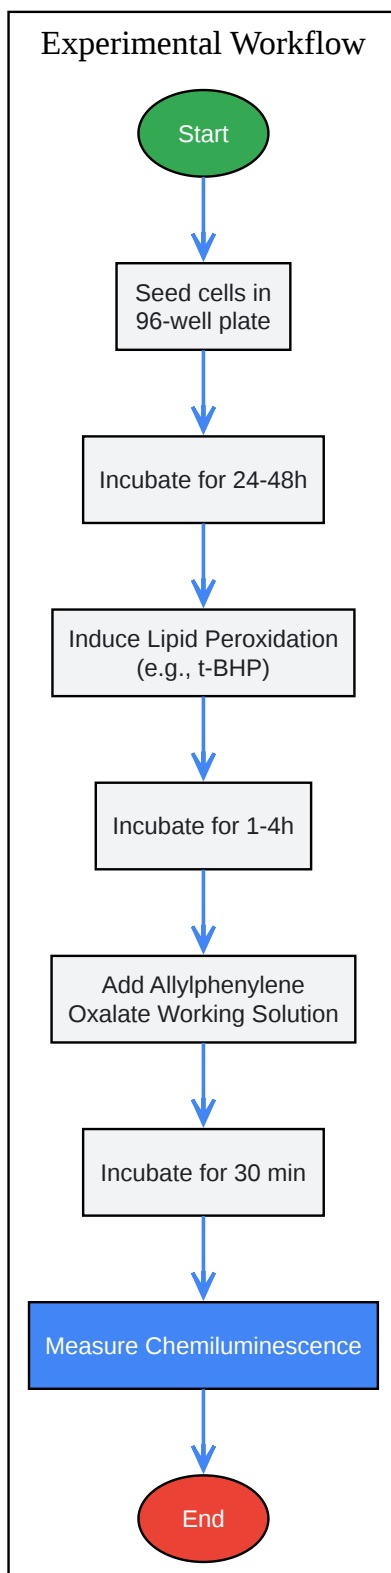 Experimental Workflow
Start
Seed cells in
96-well plate
Incubate for 24-48h
Induce Lipid Peroxidation
(e.g., t-BHP)
Incubate for 1-4h
Add Allylphenylene
Oxalate Working Solution
Incubate for 30 min
Measure Chemiluminescence
End